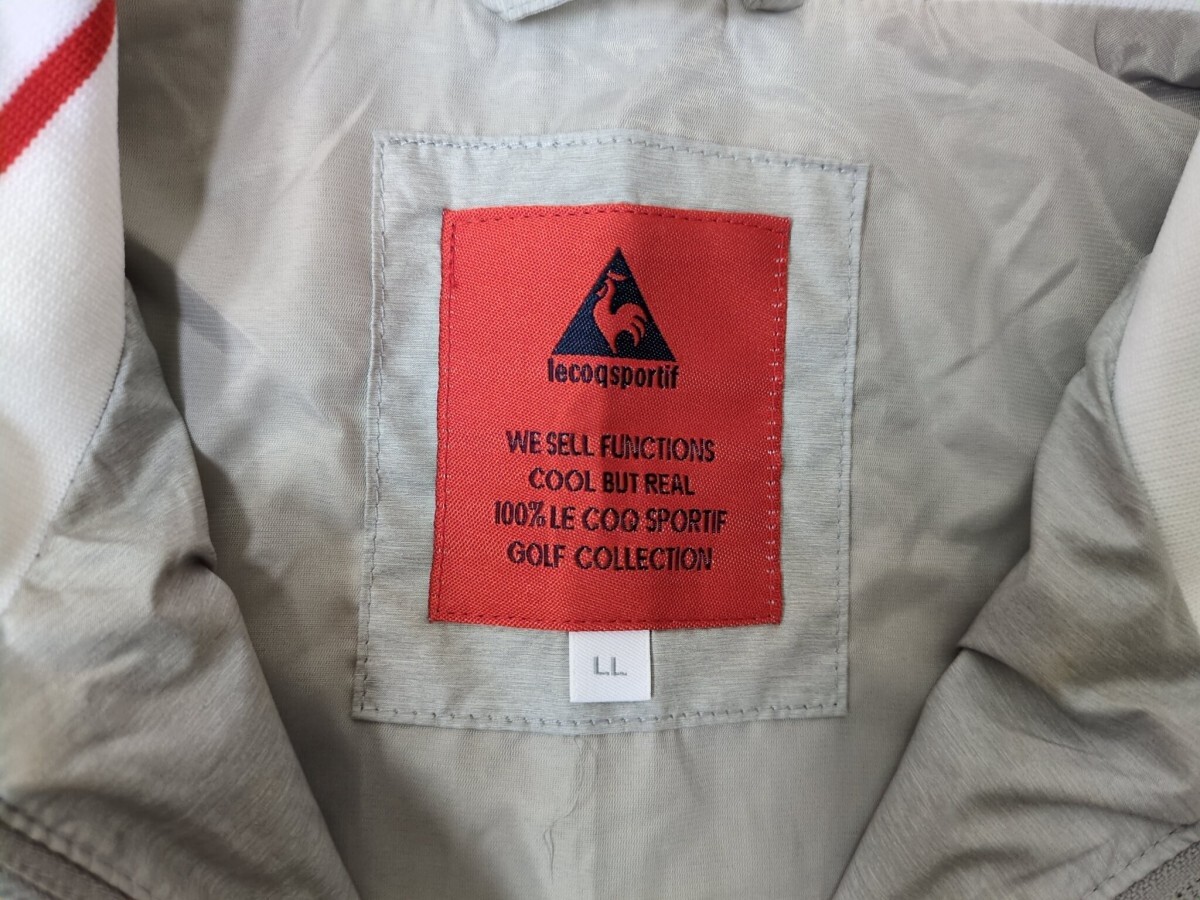 lecoqsportif
WE SELL FUNCTIONS
COOL BUT REAL
100% LE COQ SPORTIF
GOLF COLLECTION
LL